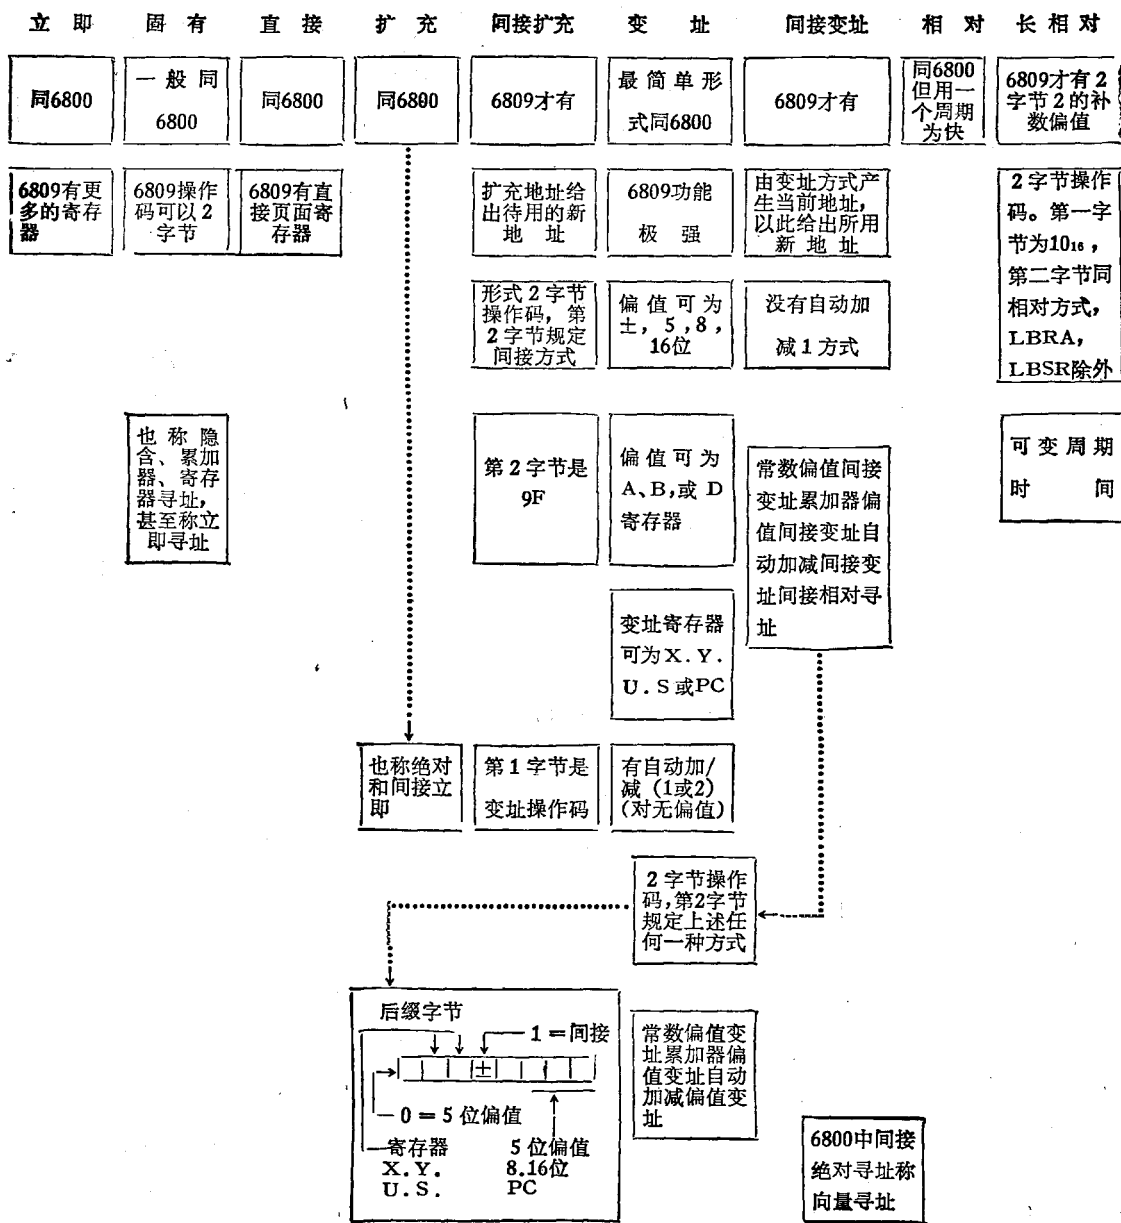 立即 固有 直接 扩充 间接扩充 变址 间接变址 相对 长相对
同6800
一般同
6800
同6800
同6800
6809才有
最简单形
式同6800
6809才有
同6800
但用一
个周期
为快
6809才有2
字节2的补
数偏值
6809有更
多的寄存
器
6809操作
码可以2
字节
6809有直
接页面寄
存器
扩充地址给
出待用的新
地址
6809功能
极强
由变址方式产
生当前地址,
以此给出所用
新地址
2字节操作
码。第一字
节为10₁₆,
第二字节同
相对方式,
LBRA,
LBSR除外
形式2字节
操作码, 第
2字节规定
间接方式
偏值可为
±, 5, 8,
16位
没有自动加
减1方式
也称隐
含、累加
器、寄存
器寻址,
甚至称立
即寻址
第2字节是
9F
偏值可为
A、B,或D
寄存器
常数偏值间接
变址累加器偏
值间接变址自
动加减间接变
址间接相对寻
址
可变周期
时间
变址寄存器
可为X.Y.
U.S或PC
也称绝对
和间接立
即
第1字节是
变址操作码
有自动加/
减 (1或2)
(对无偏值)
2字节操作
码,第2字节
规定上述任
何一种方式
后缀字节
1=间接
±
0=5位偏值
寄存器 5位偏值
X.Y. 8.16位
U.S. PC
常数偏值变
址累加器偏
值变址自动
加减偏值变
址
6800中间接
绝对寻址称
向量寻址